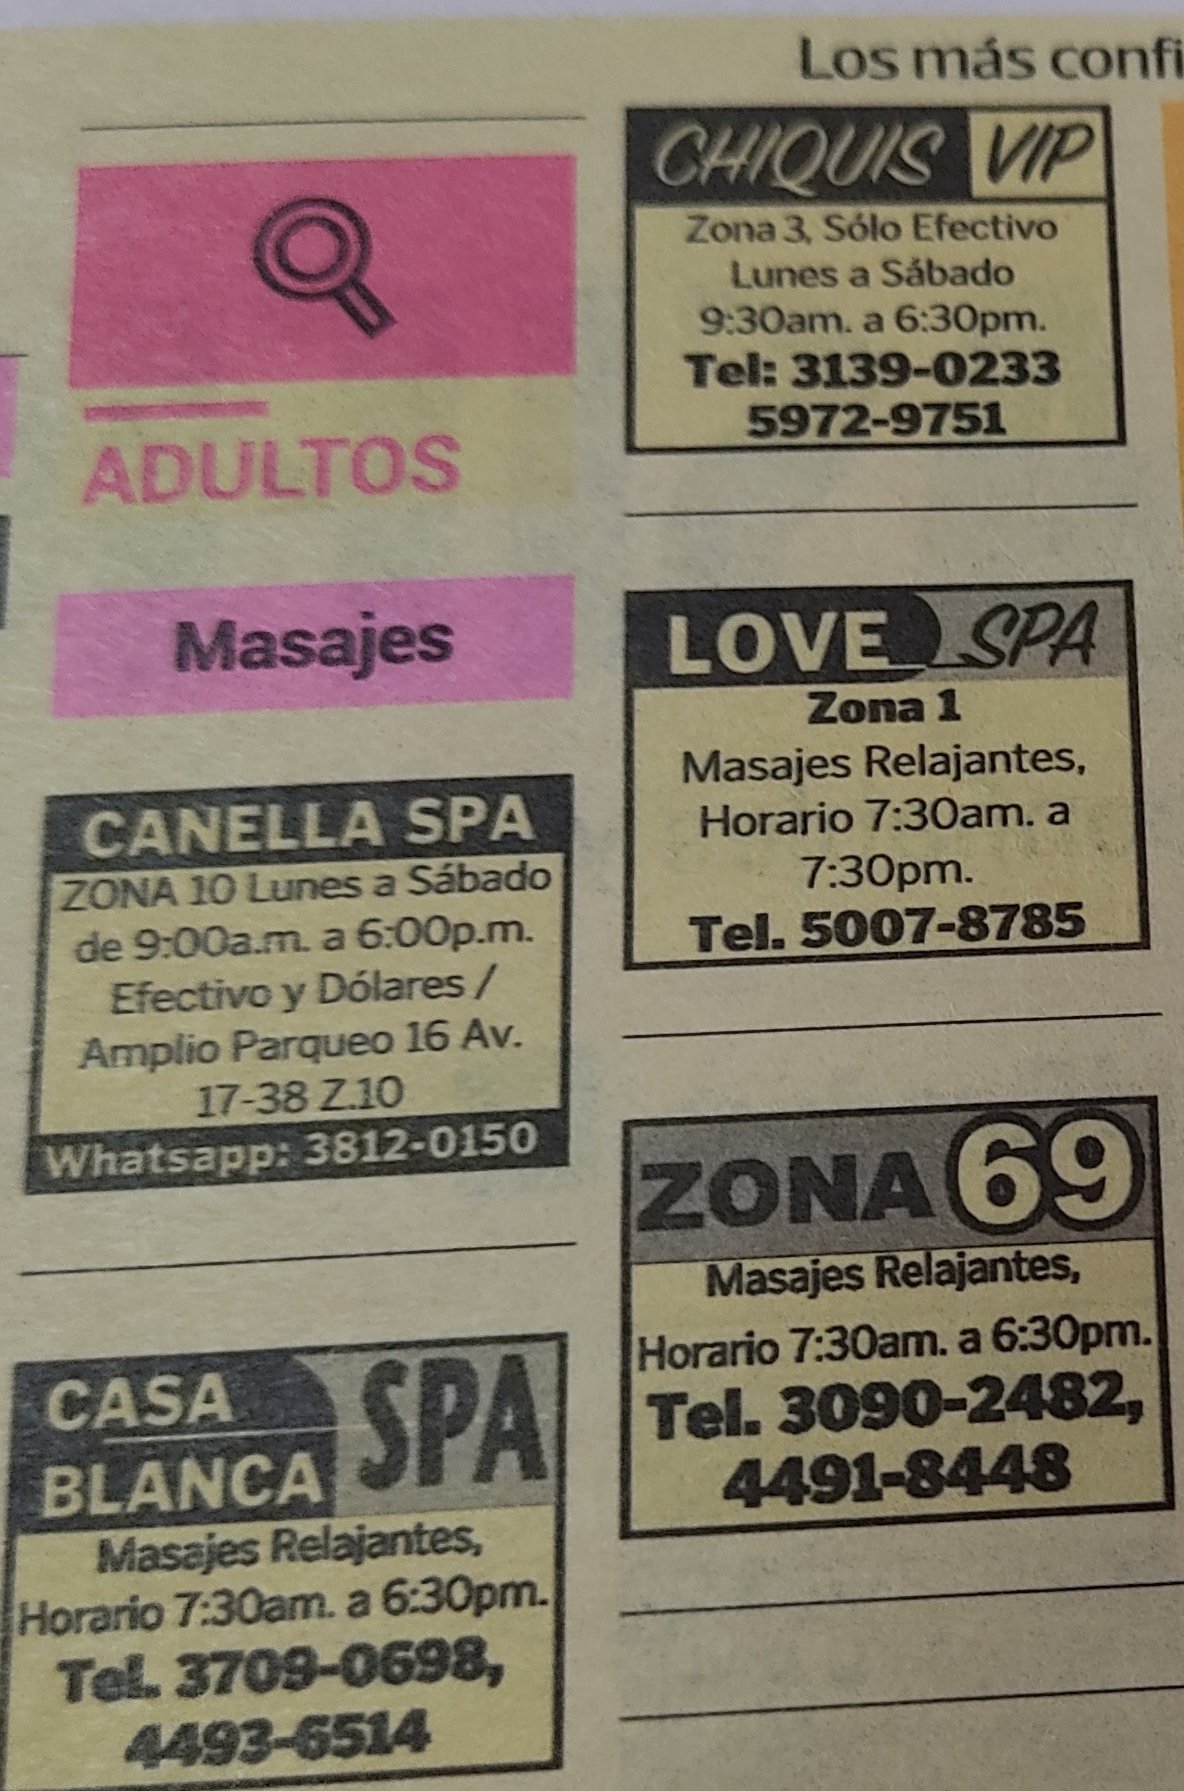 Los más confi
ADULTOS
Masajes
CANELLA SPA
ZONA 10 Lunes a Sábado
de 9:00a.m. a 6:00p.m.
Efectivo y Dólares /
Amplio Parqueo 16 Av.
17-38 Z.10
Whatsapp: 3812-0150
CASA
BLANCA
SPA
Masajes Relajantes,
Horario 7:30am. a 6:30pm.
Tel. 3709-0698,
4493-6514
CHIQUIS VIP
Zona 3, Sólo Efectivo
Lunes a Sábado
9:30am. a 6:30pm.
Tel: 3139-0233
5972-9751
LOVE SPA
Zona 1
Masajes Relajantes,
Horario 7:30am. a
7:30pm.
Tel. 5007-8785
ZONA 69
Masajes Relajantes,
Horario 7:30am. a 6:30pm.
Tel. 3090-2482,
4491-8448